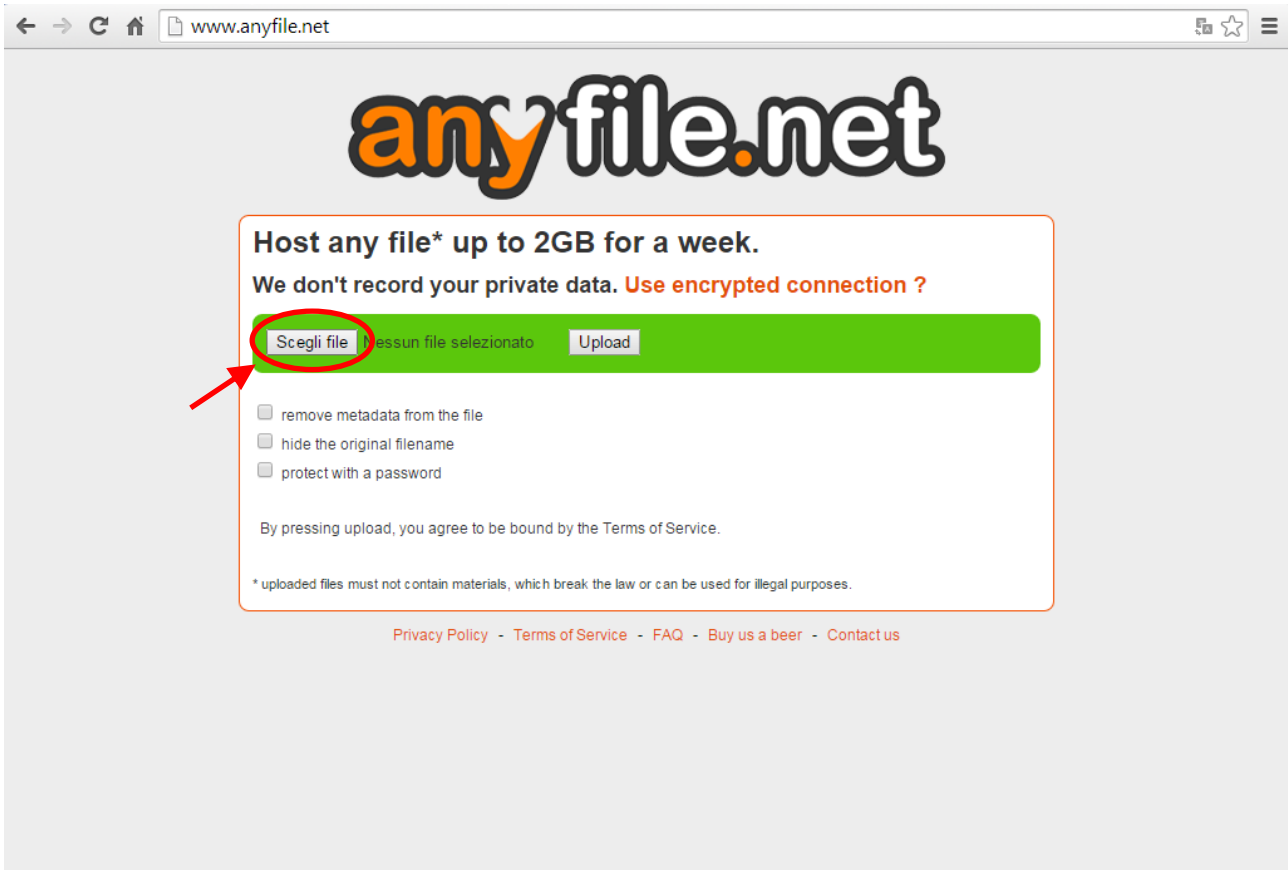 www.anyfile.net
anyfile.net
Host any file* up to 2GB for a week.
We don't record your private data. Use encrypted connection ?
Scegli file Nessun file selezionato Upload
remove metadata from the file
hide the original filename
protect with a password
By pressing upload, you agree to be bound by the Terms of Service.
* uploaded files must not contain materials, which break the law or can be used for illegal purposes.
Privacy Policy - Terms of Service - FAQ - Buy us a beer - Contact us